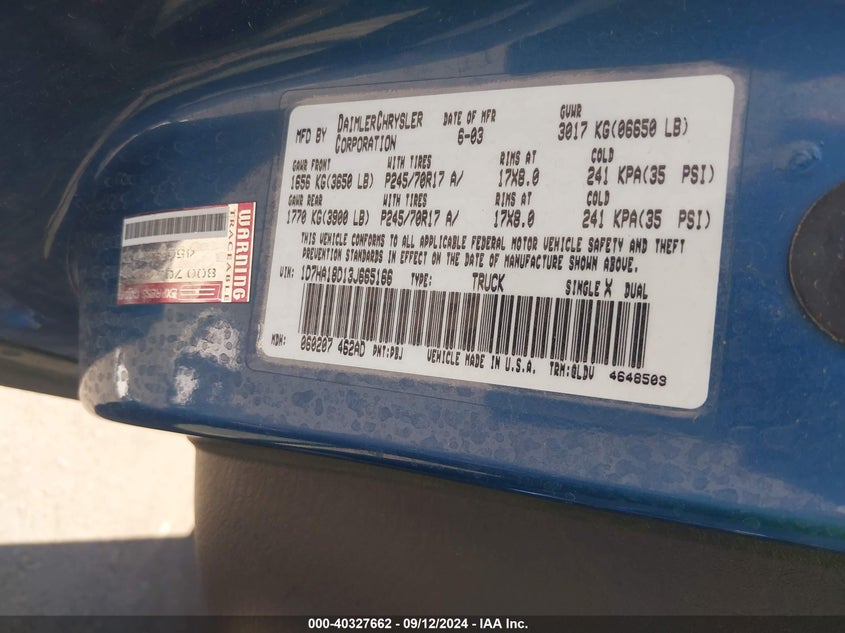 MFD BY DAIMLERCHRYSLER CORPORATION DATE OF MFR 6-03 GVWR 3017 KG(06650 LB)
GAWR FRONT WITH TIRES RIMS AT COLD
1656 KG(3650 LB) P245/70R17 A/ 17X8.0 241 KPA(35 PSI)
GAWR REAR WITH TIRES RIMS AT COLD
1770 KG(3900 LB) P245/70R17 A/ 17X8.0 241 KPA(35 PSI)
THIS VEHICLE CONFORMS TO ALL APPLICABLE FEDERAL MOTOR VEHICLE SAFETY AND THEFT
PREVENTION STANDARDS IN EFFECT ON THE DATE OF MANUFACTURE SHOWN ABOVE.
VIN: 1D7HA18D13J665166 TYPE: TRUCK SINGLE X DUAL
MDH: 060207 462AD PNT:PBJ VEHICLE MADE IN U.S.A. TRM:QLDV 4648503
WARNING
TRACEABLE
000-40327662 - 09/12/2024 - IAA Inc.